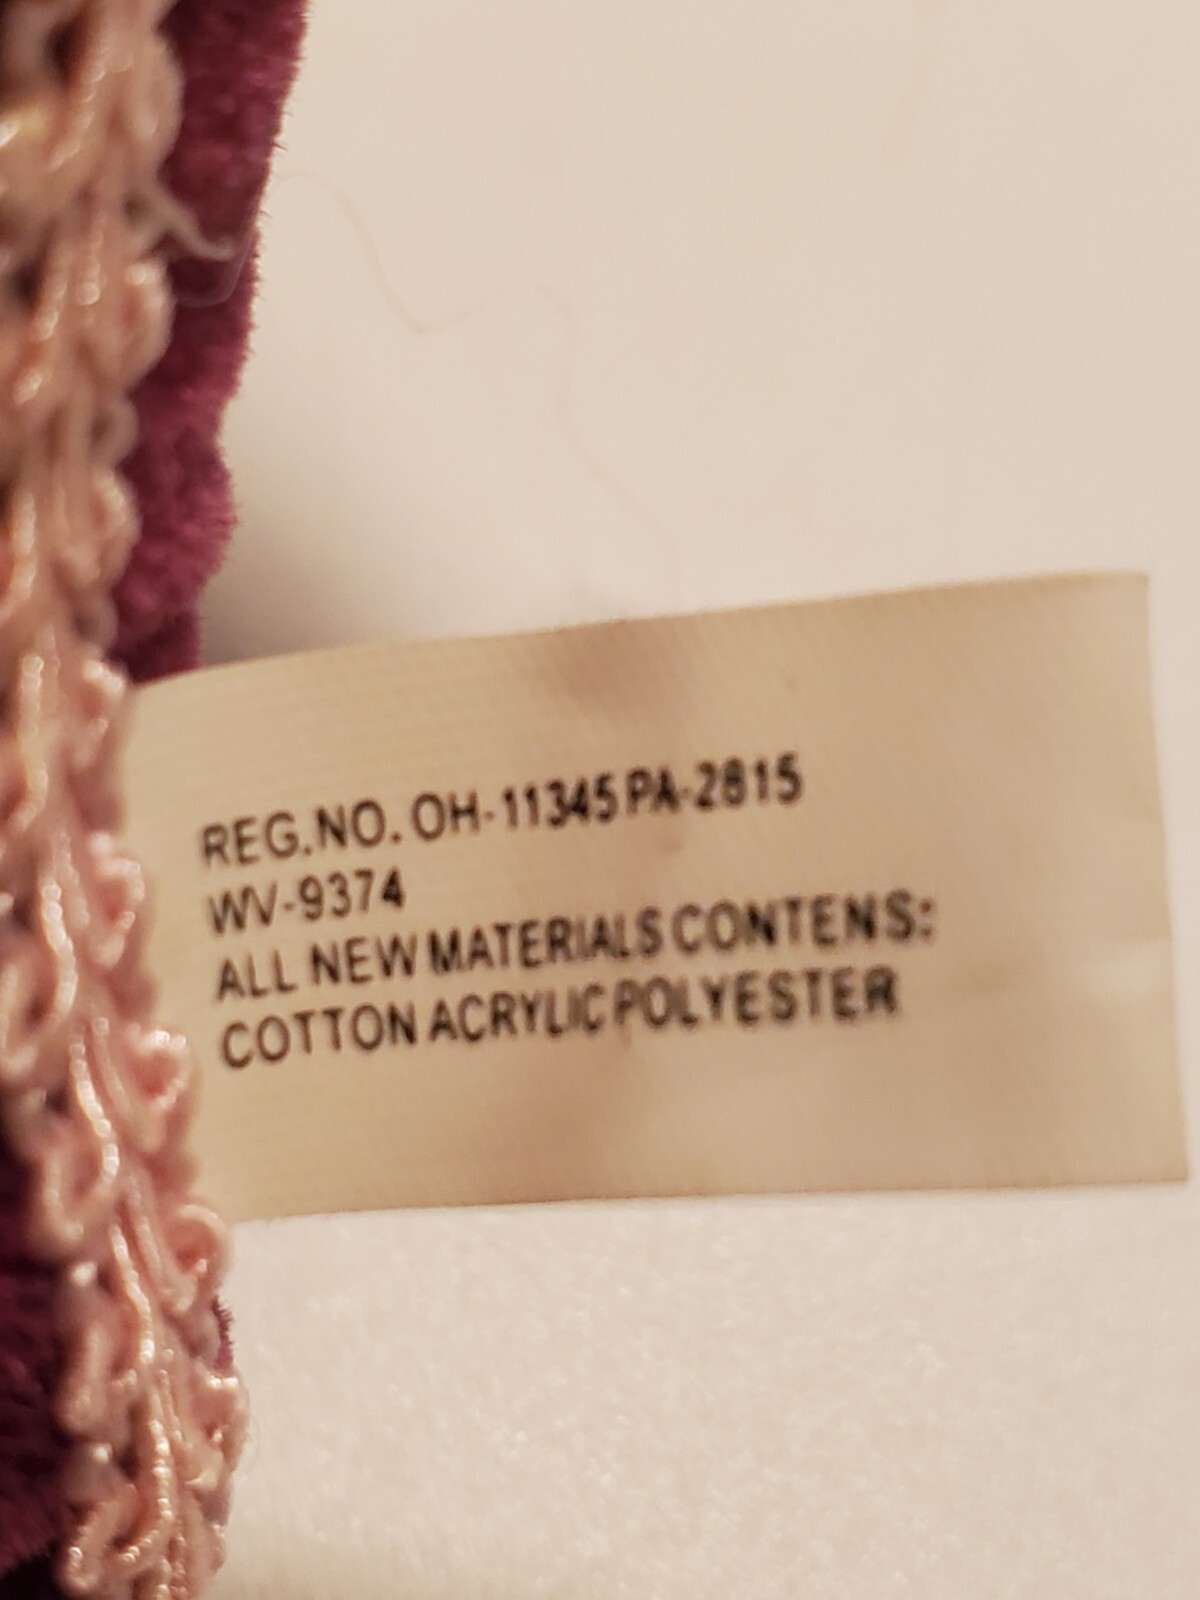 REG.NO. OH-11345 PA-2815
WV-9374
ALL NEW MATERIALS CONTENS:
COTTON ACRYLIC POLYESTER